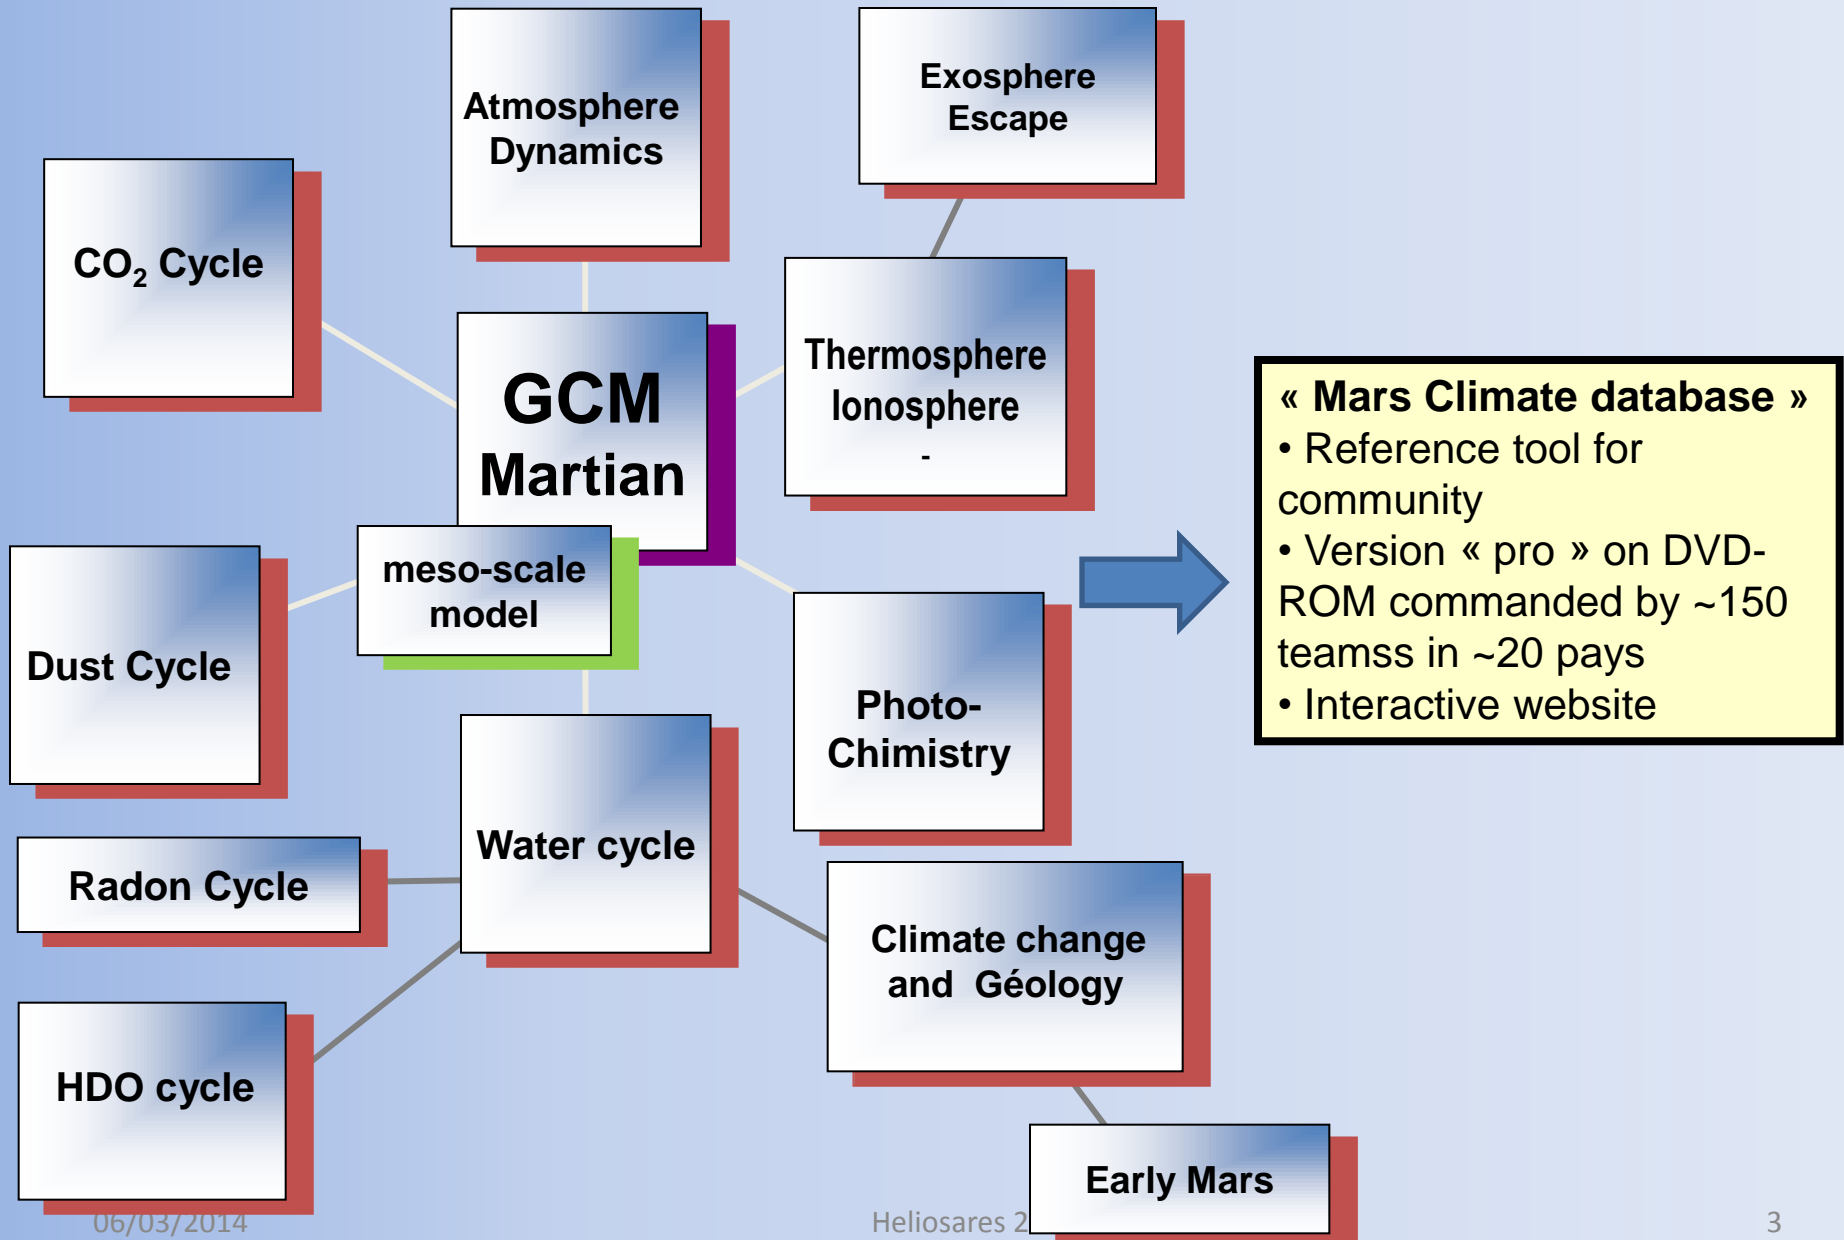 Atmosphere
Dynamics
Exosphere
Escape
CO₂ Cycle
GCM
Martian
Thermosphere
Ionosphere
-
meso-scale
model
Dust Cycle
Photo-
Chimistry
« Mars Climate database »
• Reference tool for
community
• Version « pro » on DVD-
ROM commanded by ~150
teamss in ~20 pays
• Interactive website
Water cycle
Radon Cycle
HDO cycle
Climate change
and Géology
Early Mars
06/03/2014
Heliosares 2
3